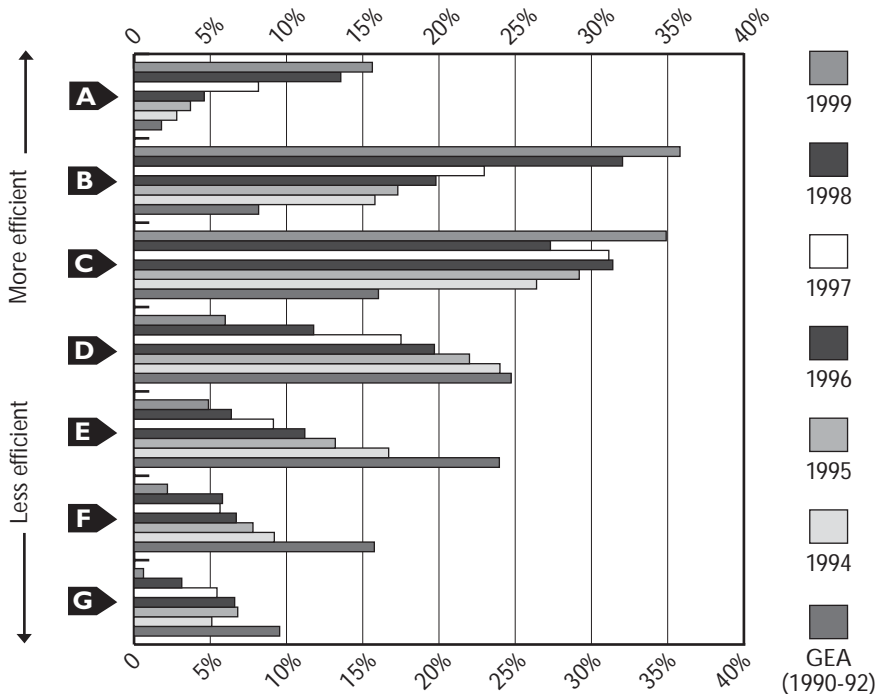 0 5% 10% 15% 20% 25% 30% 35% 40%
More efficient
Less efficient
A
B
C
D
E
F
G
0 5% 10% 15% 20% 25% 30% 35% 40%
1999
1998
1997
1996
1995
1994
GEA
(1990-92)